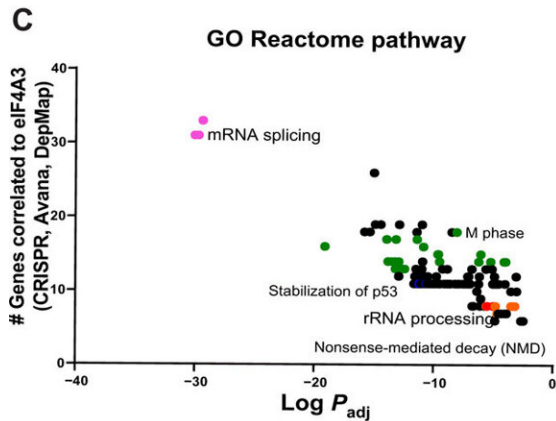 C
GO Reactome pathway
# Genes correlated to eIF4A3
(CRISPR, Avana, DepMap)
40
30
20
10
0
mRNA splicing
M phase
Stabilization of p53
rRNA processing
Nonsense-mediated decay (NMD)
−40
−30
−20
−10
0
Log Padj